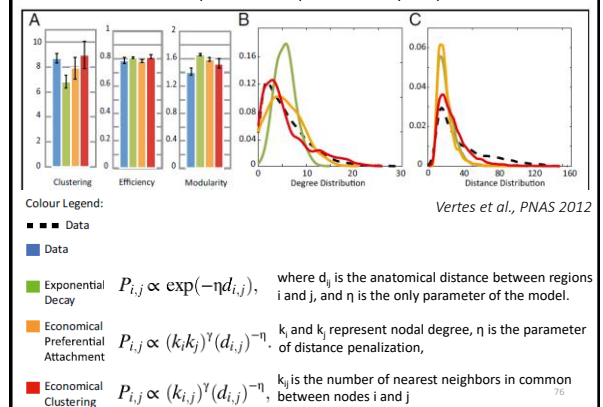 A
B
C
10
8
6
4
2
0
Clustering
1
0.8
0.6
0.4
0.2
0
Efficiency
2
1.6
1.2
0.8
0.4
0
Modularity
0.16
0.12
0.08
0.04
0
0
10
20
30
Degree Distribution
0.06
0.04
0.02
0
0
40
80
120
160
Distance Distribution
Colour Legend:
Vertes et al., PNAS 2012
Data
Data
Exponential
Decay
P_{i,j} ∝ exp(−ηd_{i,j}),
where d_{ij} is the anatomical distance between regions
i and j, and η is the only parameter of the model.
Economical
Preferential
Attachment
P_{i,j} ∝ (k_i k_j)^γ (d_{i,j})^{−η}.
k_i and k_j represent nodal degree, η is the parameter
of distance penalization,
Economical
Clustering
P_{i,j} ∝ (k_{i,j})^γ (d_{i,j})^{−η},
k_{ij} is the number of nearest neighbors in common
between nodes i and j
76